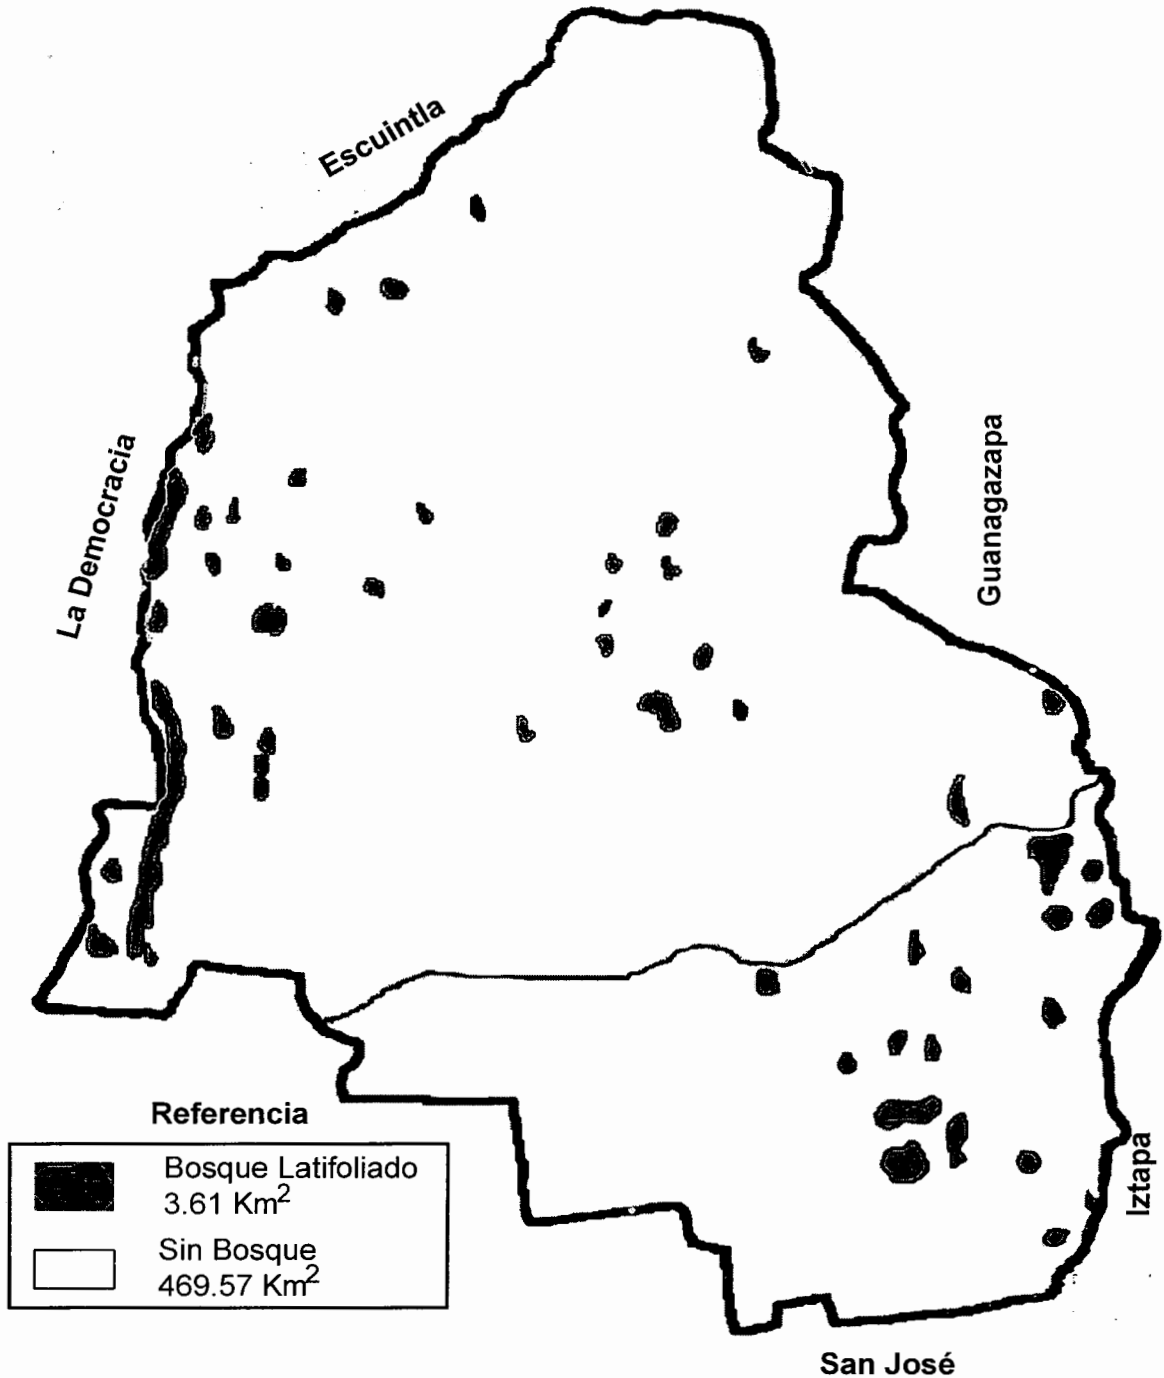 Escuintla
La Democracia
Guanagazapa
Referencia
Bosque Latifoliado
3.61 Km²
Sin Bosque
469.57 Km²
Iztapa
San José